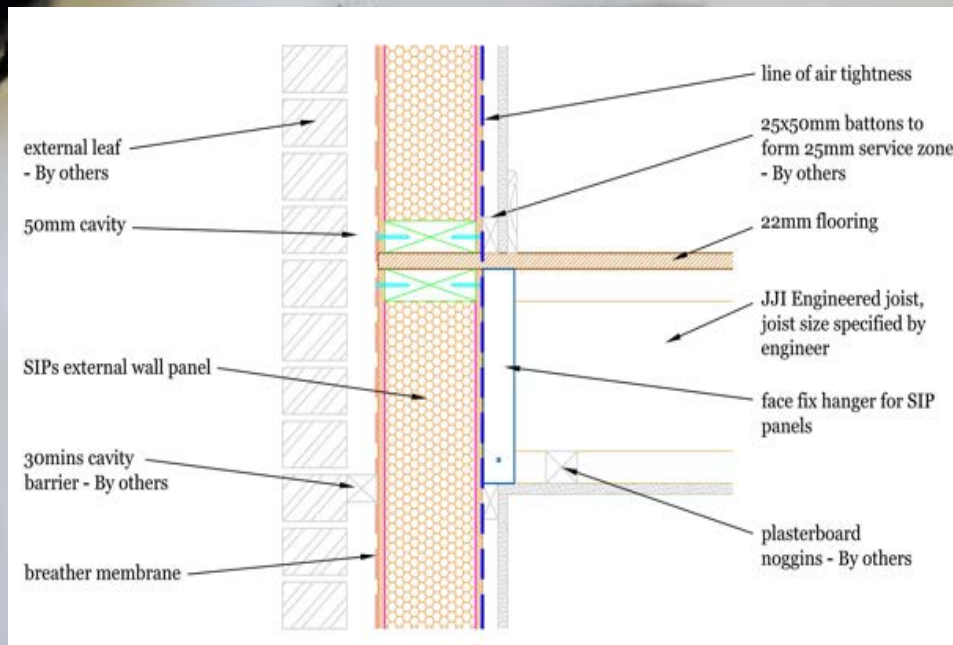 external leaf
- By others
50mm cavity
SIPs external wall panel
30mins cavity
barrier - By others
breather membrane
line of air tightness
25x50mm battons to
form 25mm service zone
- By others
22mm flooring
JJI Engineered joist,
joist size specified by
engineer
face fix hanger for SIP
panels
plasterboard
noggins - By others